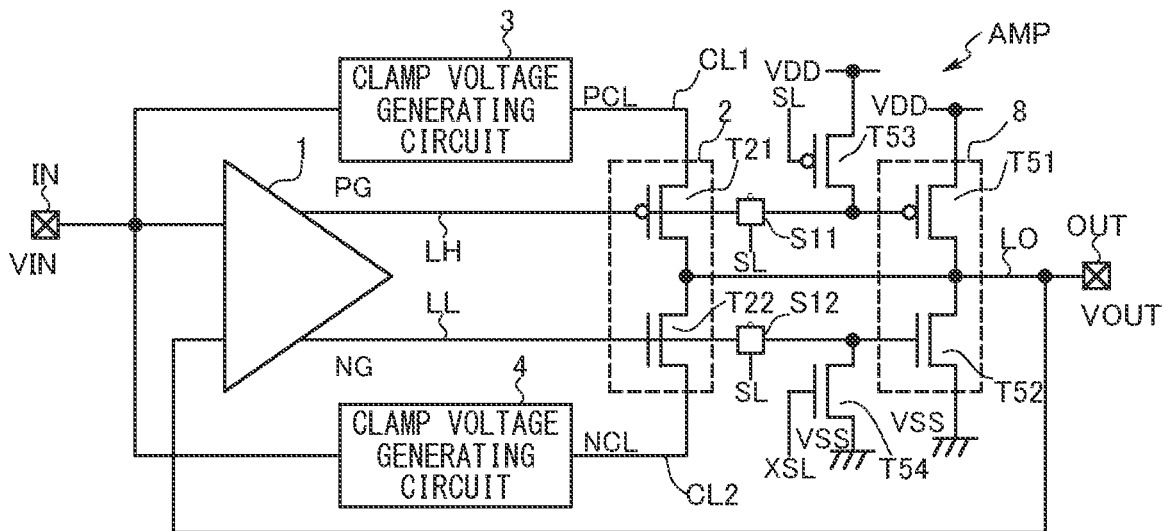 3
CLAMP VOLTAGE
GENERATING
CIRCUIT
PCL
CL1
AMP
VDD
SL
VDD
2
8
T53
T21
T51
1
IN
PG
VIN
LH
S11
SL
LO
OUT
VOUT
LL
T22
S12
NG
SL
4
CLAMP VOLTAGE
GENERATING
CIRCUIT
NCL
CL2
XSL
VSS
T54
VSS
T52